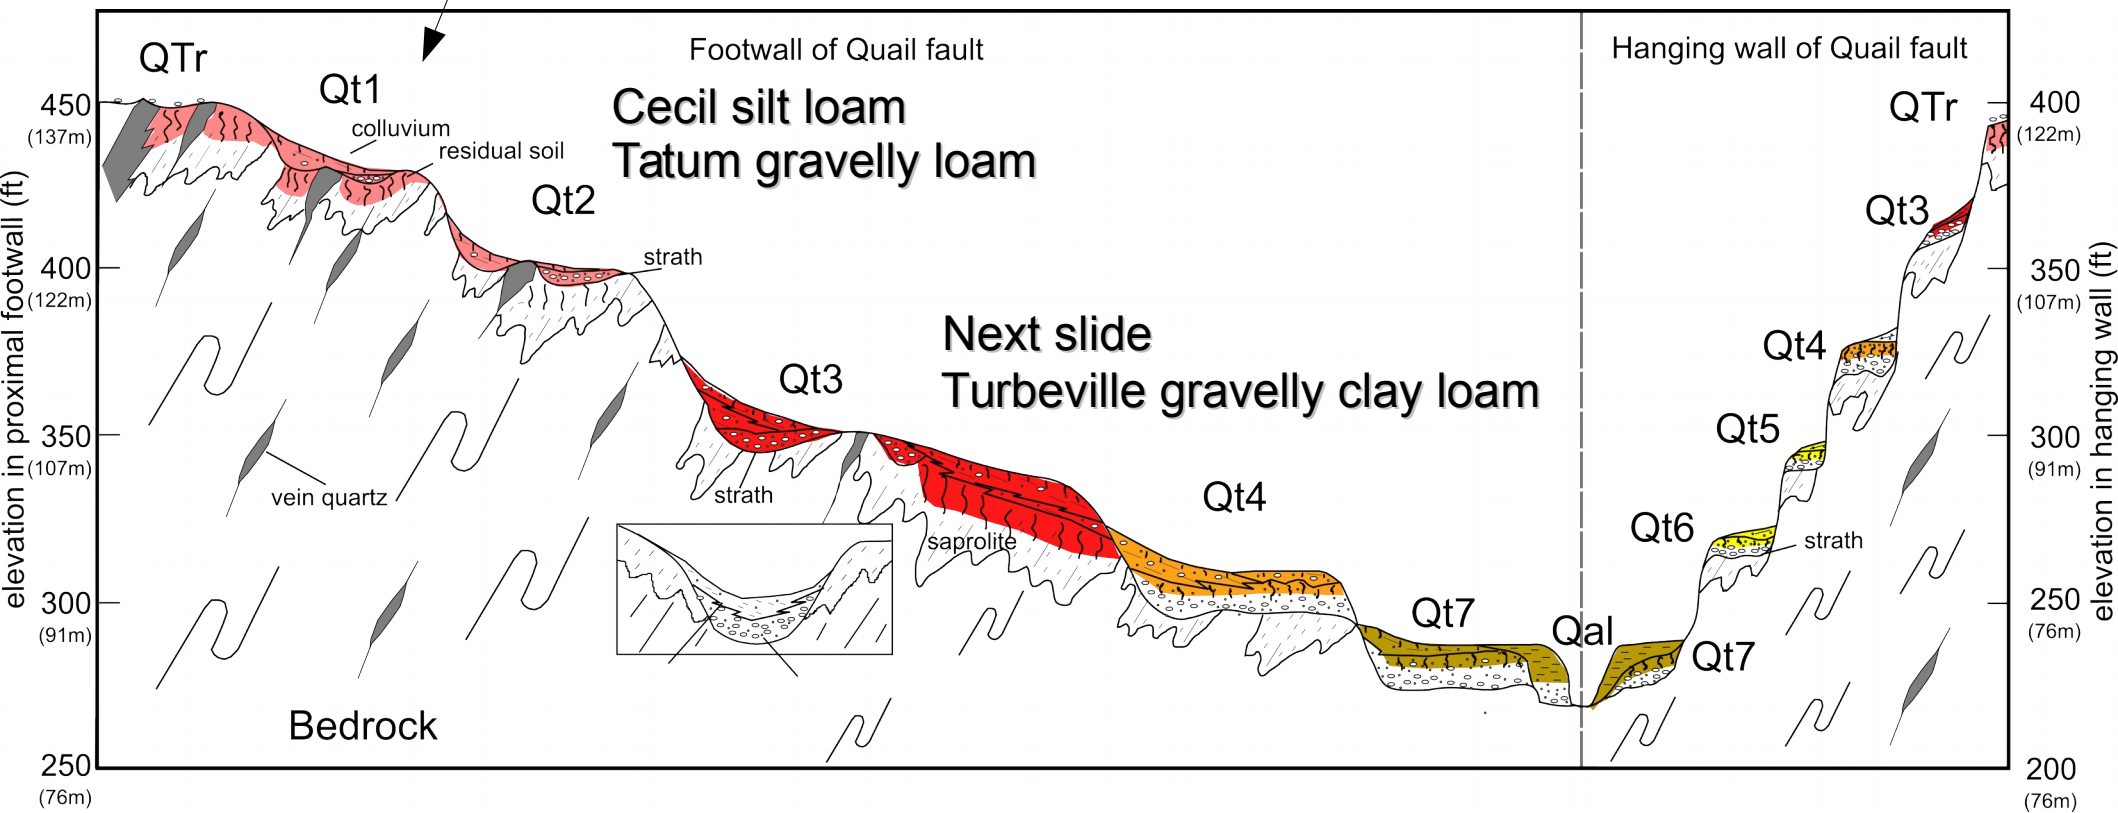 Footwall of Quail fault
Hanging wall of Quail fault
QTr
Qt1
colluvium
residual soil
Cecil silt loam
Tatum gravelly loam
Qt2
strath
Next slide
Turbeville gravelly clay loam
Qt3
strath
vein quartz
saprolite
Qt4
Qt7
Qal
Bedrock
QTr
Qt3
Qt4
Qt5
Qt6
strath
Qt7
elevation in proximal footwall (ft)
450
(137m)
400
(122m)
350
(107m)
300
(91m)
250
(76m)
400
(122m)
350
(107m)
300
(91m)
250
(76m)
200
(76m)
elevation in hanging wall (ft)